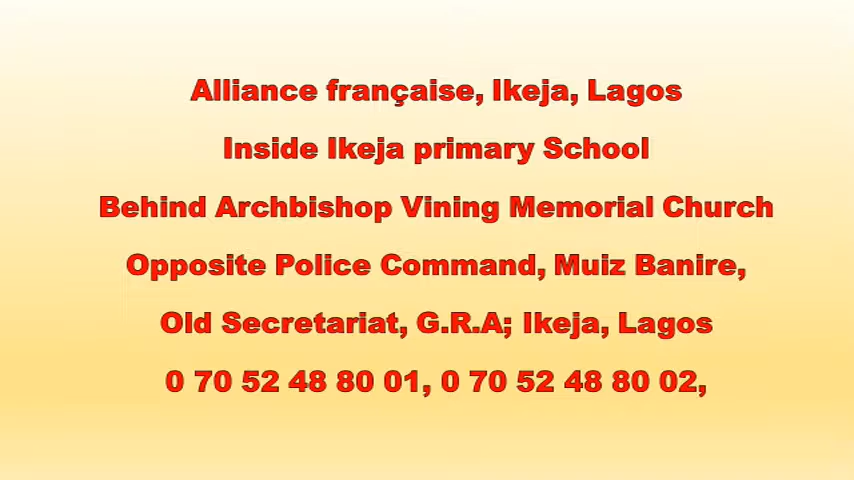 Alliance française, Ikeja, Lagos
Inside Ikeja primary School
Behind Archbishop Vining Memorial Church
Opposite Police Command, Muiz Banire,
Old Secretariat, G.R.A; Ikeja, Lagos
0 70 52 48 80 01, 0 70 52 48 80 02,